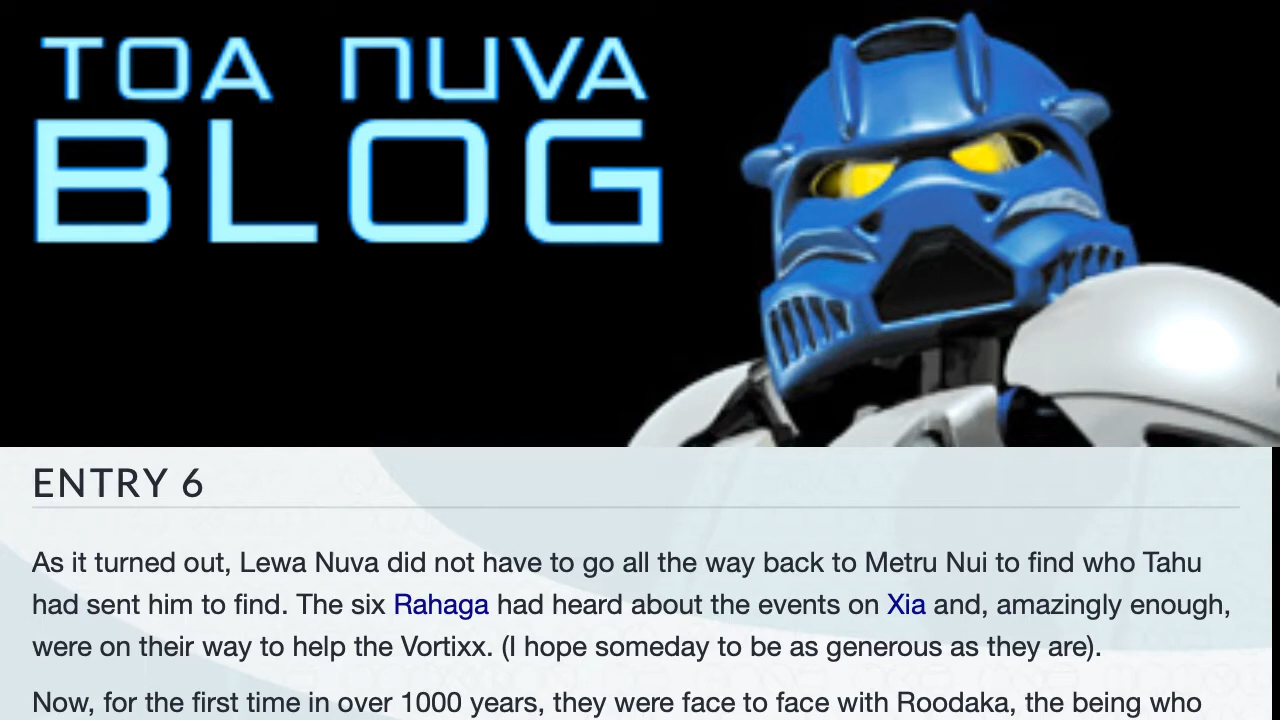 TOA NUVA
BLOG
ENTRY 6
As it turned out, Lewa Nuva did not have to go all the way back to Metru Nui to find who Tahu
had sent him to find. The six Rahaga had heard about the events on Xia and, amazingly enough,
were on their way to help the Vortixx. (I hope someday to be as generous as they are).
Now, for the first time in over 1000 years, they were face to face with Roodaka, the being who